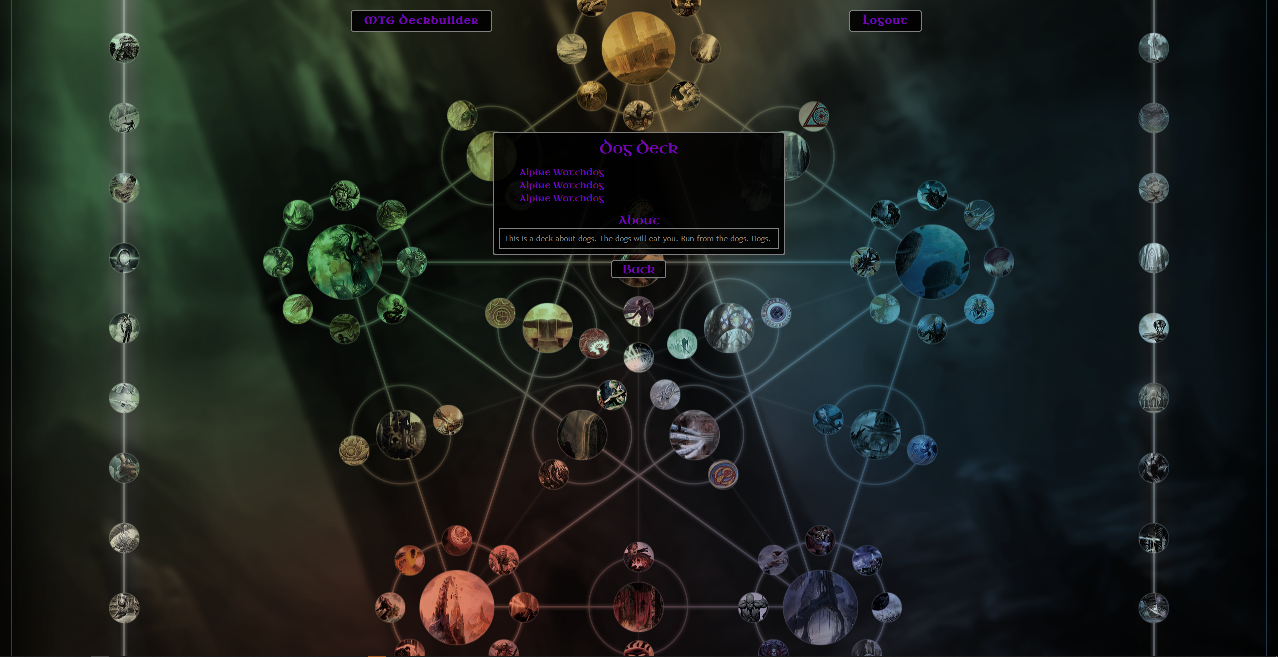 MTG Deckbuilder
Logout
Dog Deck
Alpine Watchdog
Alpine Watchdog
Alpine Watchdog
About
This is a deck about dogs. The dogs will eat you. Run from the dogs. Dogs.
Back